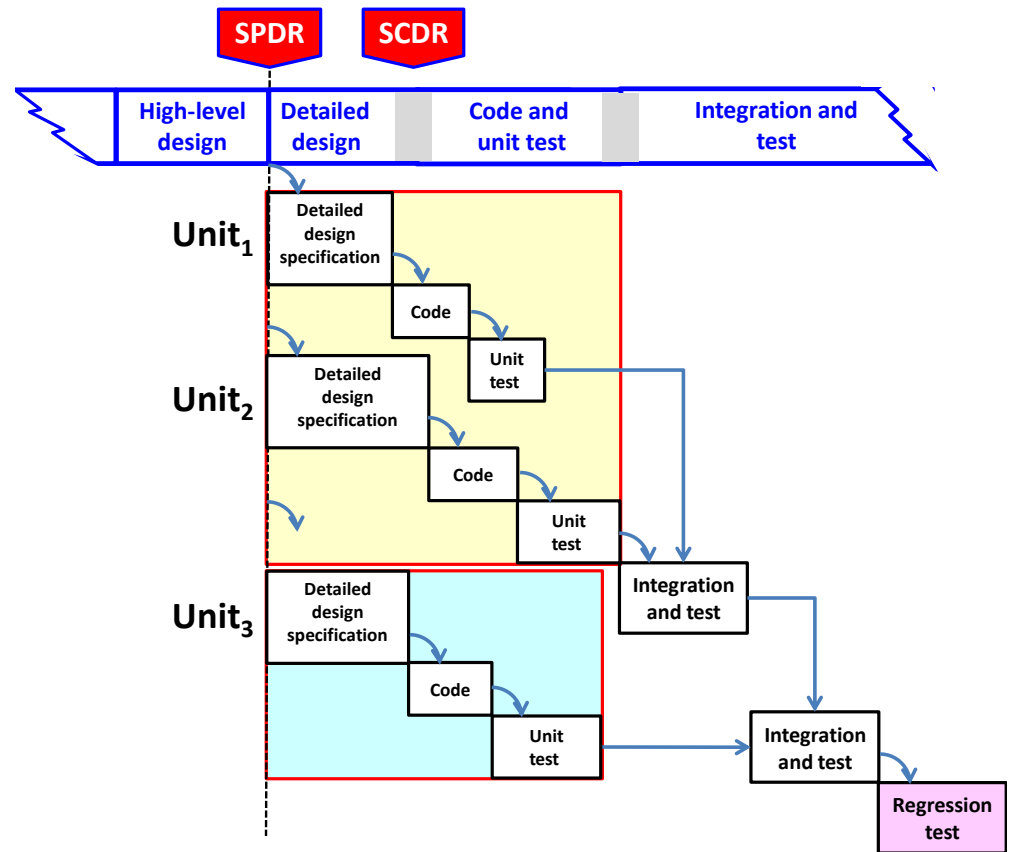 SPDR
SCDR
High-level
design
Detailed
design
Code and
unit test
Integration and
test
Unit1
Detailed
design
specification
Code
Unit
test
Unit2
Detailed
design
specification
Code
Unit
test
Integration
and test
Unit3
Detailed
design
specification
Code
Unit
test
Integration
and test
Regression
test